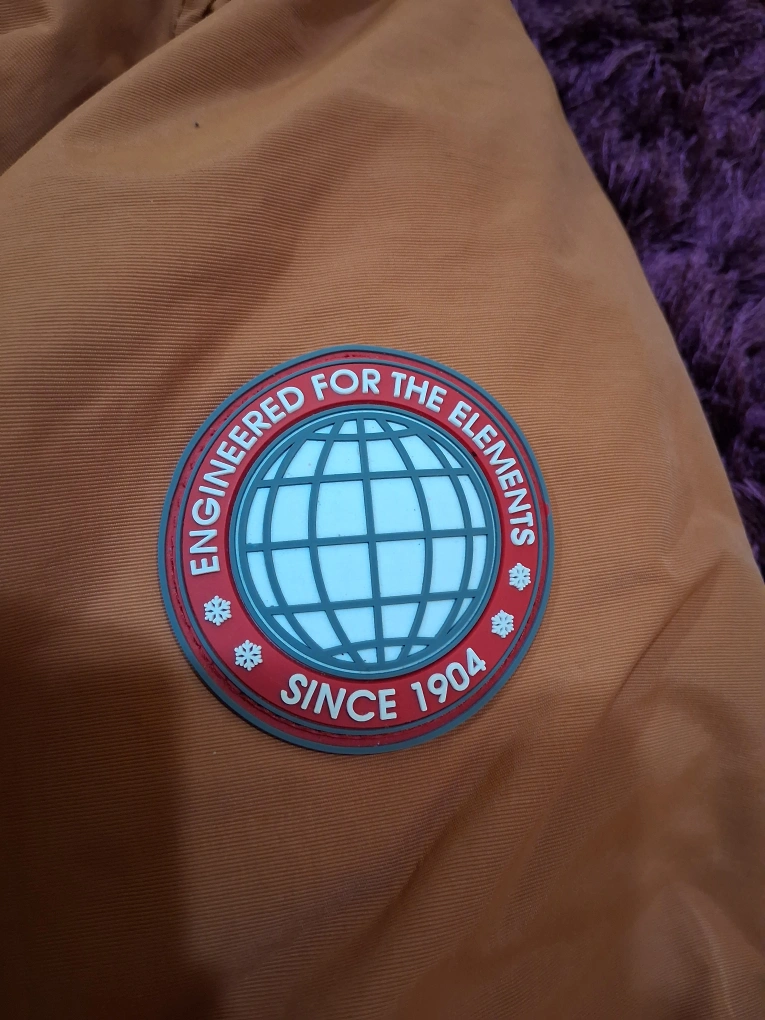 ENGINEERED FOR THE ELEMENTS
SINCE 1904